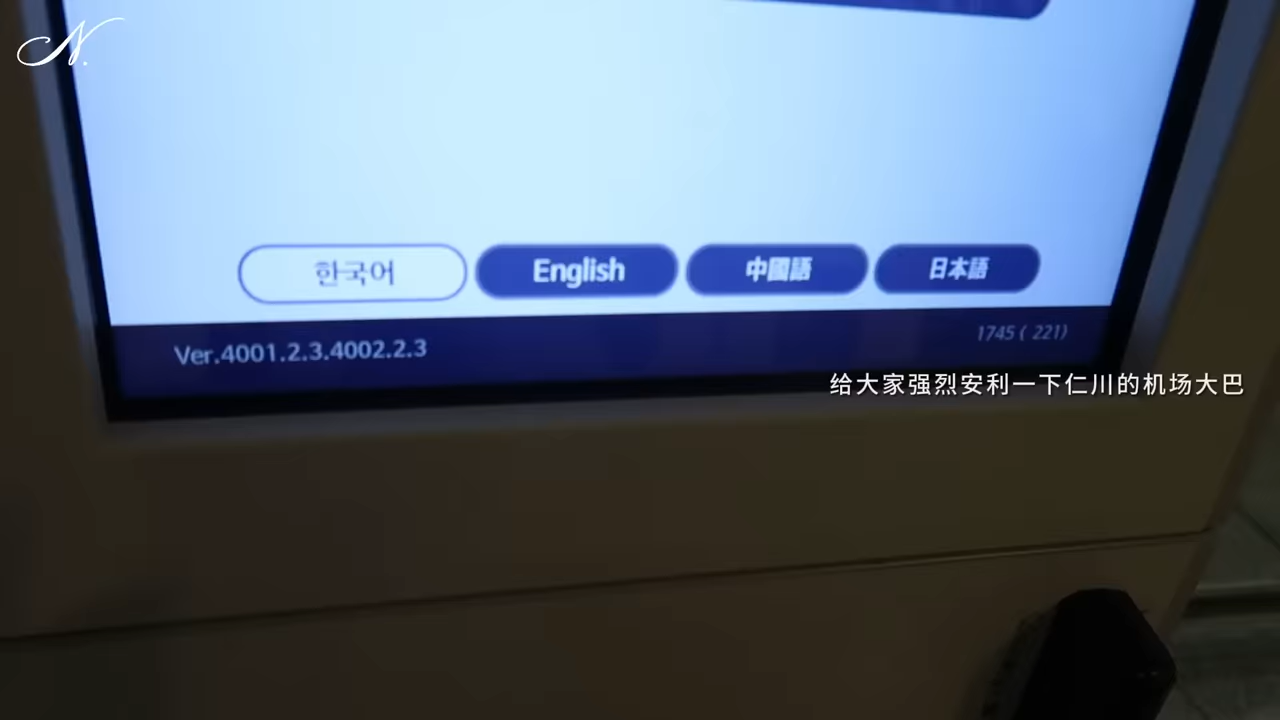 N.
한국어 English 中國語 日本語
Ver.4001.2.3.4002.2.3
1745 ( 221)
给大家强烈安利一下仁川的机场大巴